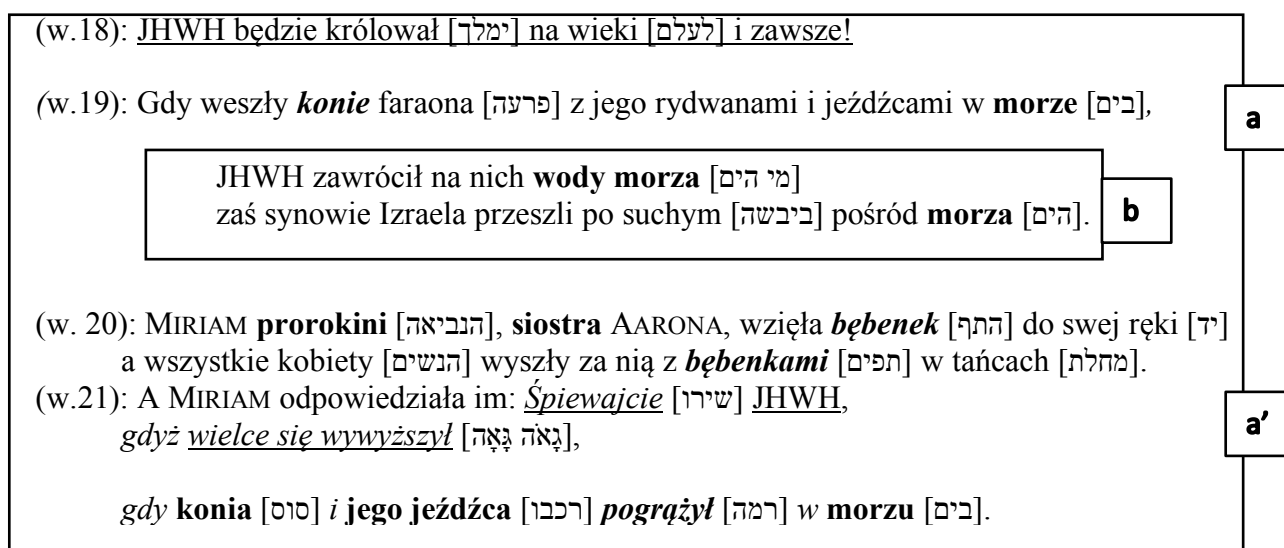 (w.18): JHWH będzie królował [ימלך] na wieki [לעלם] i zawsze!
(w.19): Gdy weszły konie faraona [פרעה] z jego rydwanami i jeźdźcami w morze [בים],
a
JHWH zawrócił na nich wody morza [מי הים]
zaś synowie Izraela przeszli po suchym [ביבשה] pośród morza [הים].
b
(w. 20): MIRIAM prorokini [הנביאה], siostra AARONA, wzięła bębenek [התף] do swej ręki [יד]
a wszystkie kobiety [הנשים] wyszły za nią z bębenkami [תפים] w tańcach [מחלת].
(w.21): A MIRIAM odpowiedziała im: Śpiewajcie [שירו] JHWH,
a′
gdyż wielce się wywyższył [גָאֹה גָּאָה],
gdy konia [סוס] i jego jeźdźca [רכבו] pogrążył [רמה] w morzu [בים].